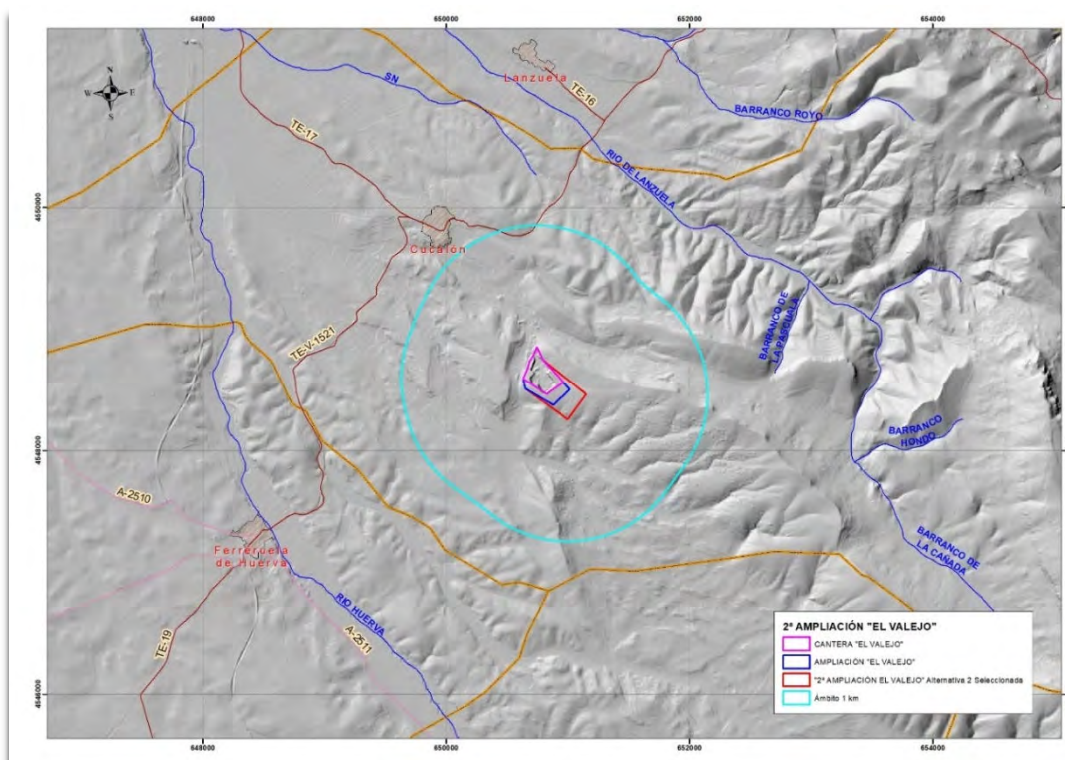 648000 650000 652000 654000
N
W E
S
Lanzuela
SN
TE-16
BARRANCO ROYO
TE-17
RIO DE LANZUELA
4550000
4550000
Cucalón
TE-V-1521
BARRANCO DE
LA PASCUALA
BARRANCO
HONDO
4548000
4548000
A-2510
Ferreruela
de Huerva
BARRANCO DE
LA CAÑADA
RIO HUERVA
TE-19
A-2511
2ª AMPLIACIÓN "EL VALEJO"
CANTERA "EL VALEJO"
AMPLIACIÓN "EL VALEJO"
"2ª AMPLIACIÓN EL VALEJO" Alternativa 2 Seleccionada
Ámbito 1 km
4546000
4546000
648000 650000 652000 654000